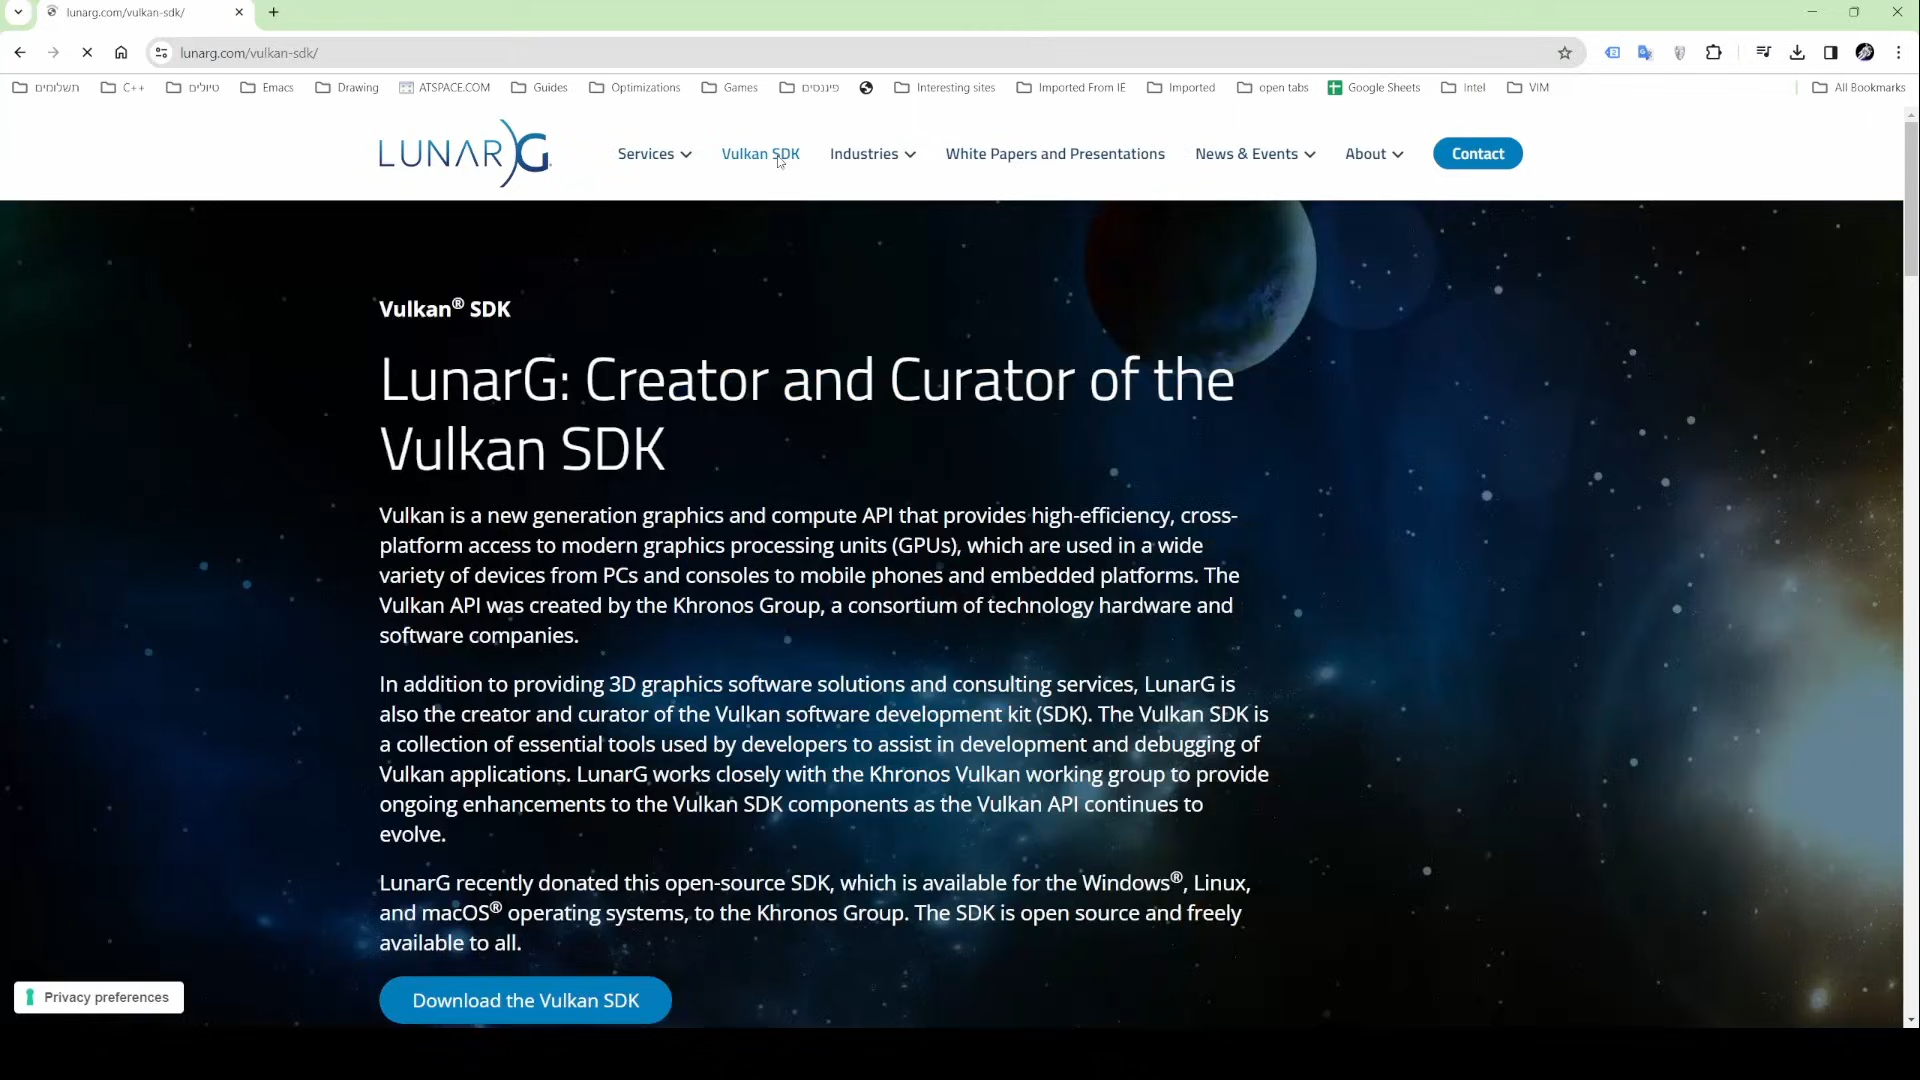 lunarg.com/vulkan-sdk/
lunarg.com/vulkan-sdk/
תשלומים C++ טיולים Emacs Drawing ATSPACE.COM Guides Optimizations Games פיננסים Interesting sites Imported From IE Imported open tabs Google Sheets Intel VIM All Bookmarks
LUNARG Services Vulkan SDK Industries White Papers and Presentations News & Events About Contact
Vulkan® SDK
LunarG: Creator and Curator of the
Vulkan SDK
Vulkan is a new generation graphics and compute API that provides high-efficiency, cross-
platform access to modern graphics processing units (GPUs), which are used in a wide
variety of devices from PCs and consoles to mobile phones and embedded platforms. The
Vulkan API was created by the Khronos Group, a consortium of technology hardware and
software companies.
In addition to providing 3D graphics software solutions and consulting services, LunarG is
also the creator and curator of the Vulkan software development kit (SDK). The Vulkan SDK is
a collection of essential tools used by developers to assist in development and debugging of
Vulkan applications. LunarG works closely with the Khronos Vulkan working group to provide
ongoing enhancements to the Vulkan SDK components as the Vulkan API continues to
evolve.
LunarG recently donated this open-source SDK, which is available for the Windows®, Linux,
and macOS® operating systems, to the Khronos Group. The SDK is open source and freely
available to all.
Privacy preferences
Download the Vulkan SDK